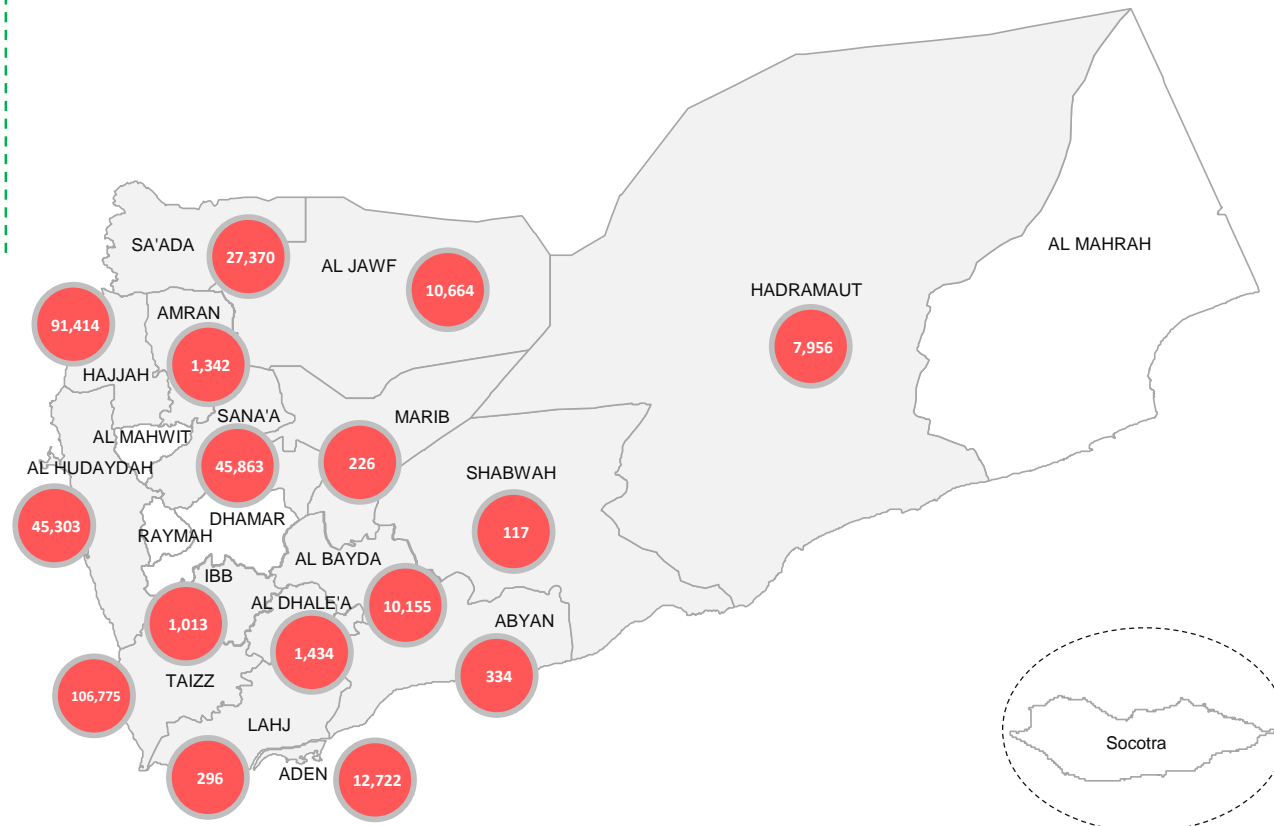 SA'ADA
27,370
AL JAWF
10,664
AL MAHRAH
HADRAMAUT
7,956
91,414
AMRAN
1,342
HAJJAH
SANA'A
MARIB
AL MAHWIT
AL HUDAYDAH
45,863
226
SHABWAH
45,303
RAYMAH
DHAMAR
117
AL BAYDA
IBB
AL DHALE'A
10,155
ABYAN
1,013
1,434
334
TAIZZ
106,775
LAHJ
296
ADEN
12,722
Socotra